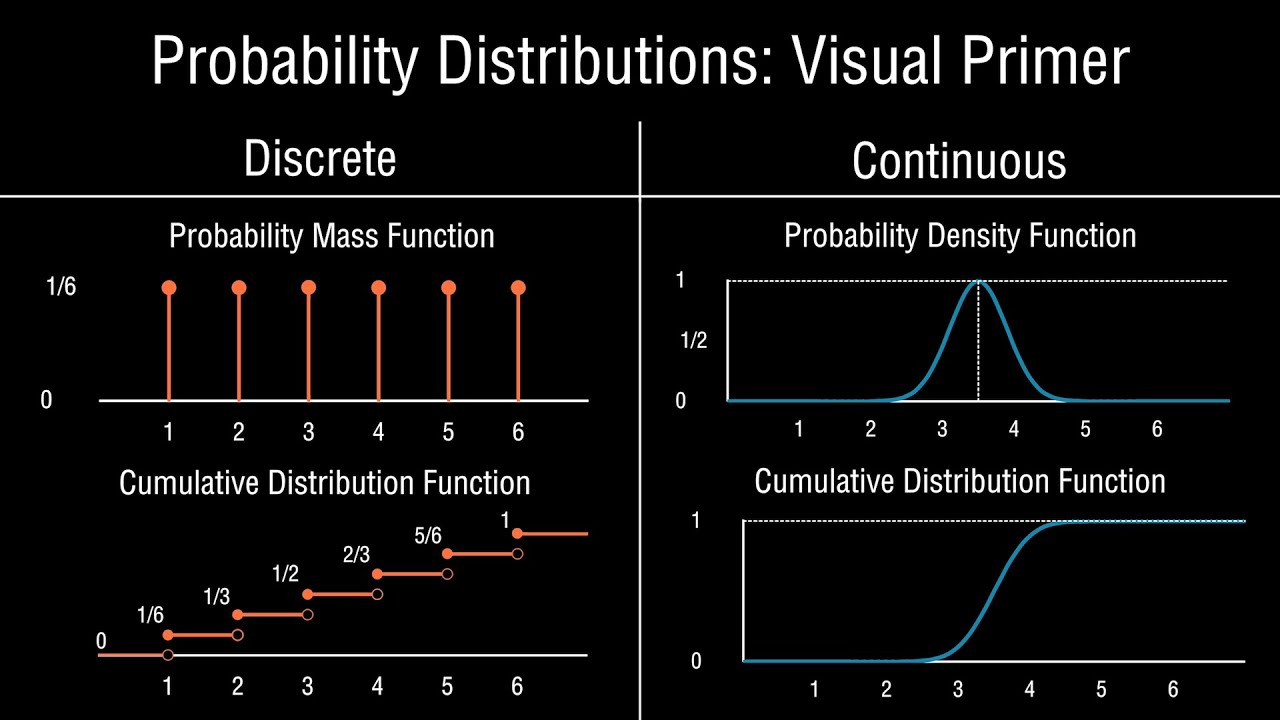 Probability Distributions: Visual Primer
Discrete
Probability Mass Function
1/6
0
1 2 3 4 5 6
Cumulative Distribution Function
1
5/6
2/3
1/2
1/3
1/6
0
1 2 3 4 5 6
Continuous
Probability Density Function
1
1/2
0
1 2 3 4 5 6
Cumulative Distribution Function
1
0
1 2 3 4 5 6